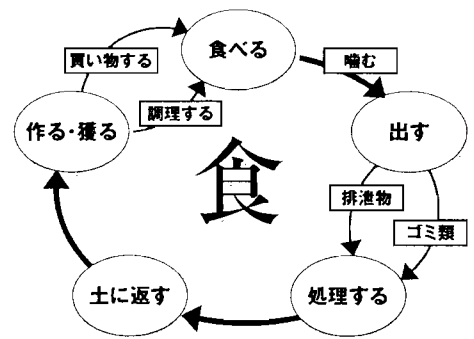 食べる
買い物する
噛む
調理する
作る・獲る
出す
食
排泄物
ゴミ類
土に返す
処理する